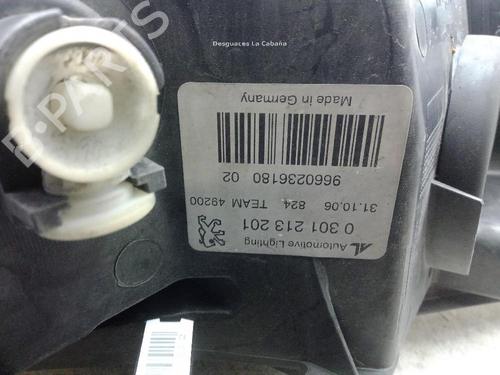 Desguaces La Cabaña
B-PARTS
AL Automotive Lighting
0 301 213 201
31.10.06 824 TEAM 49200
9660236180 02
Made in Germany